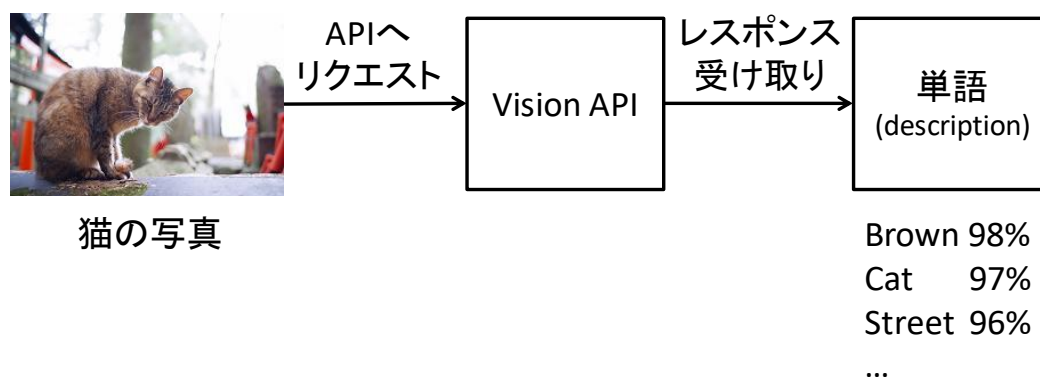 APIへ
リクエスト
Vision API
レスポンス
受け取り
単語
(description)
猫の写真
Brown 98%
Cat 97%
Street 96%
…